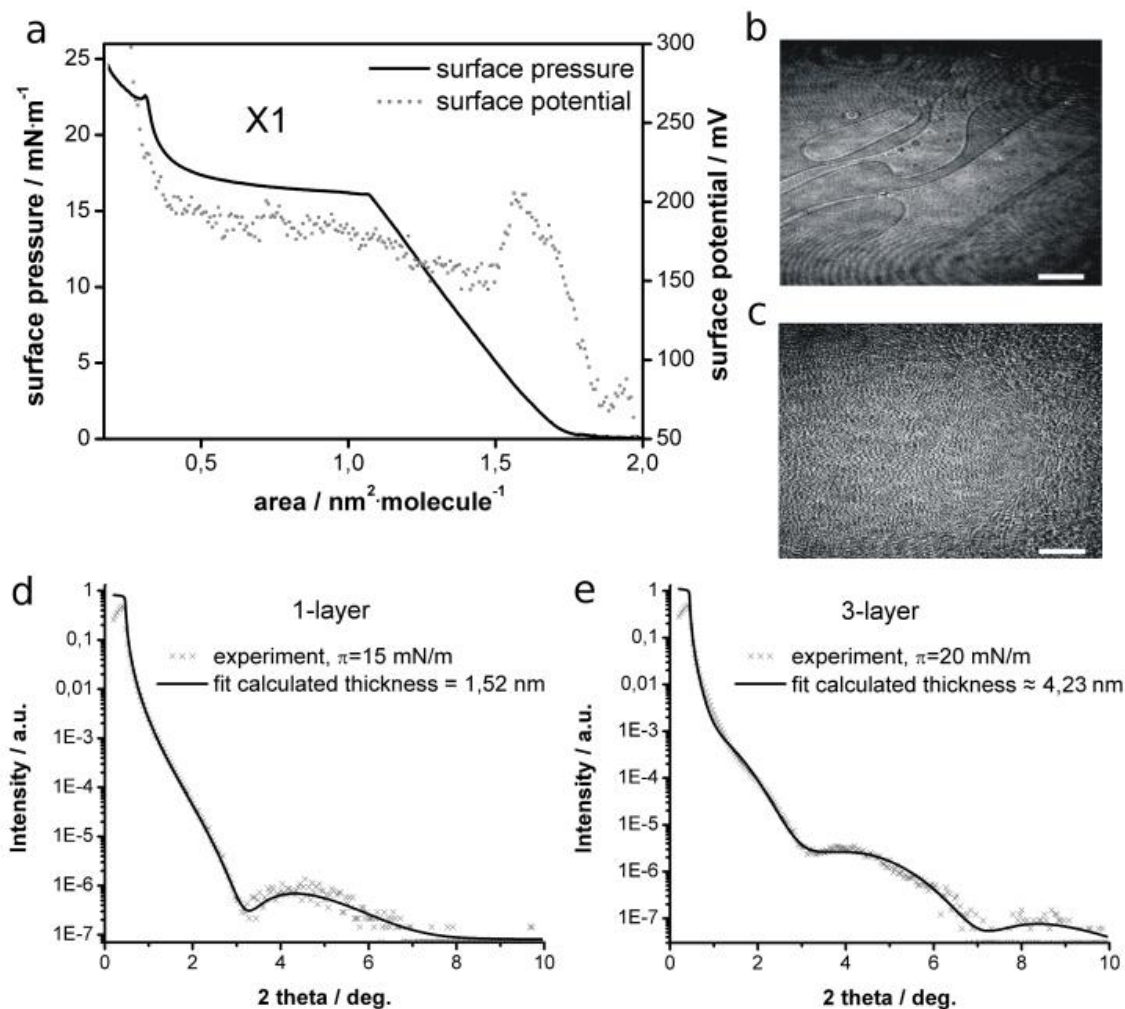 a
surface pressure / mN·m⁻¹
25
20
15
10
5
0
X1
surface pressure
surface potential
300
250
200
150
100
50
surface potential / mV
0,5
1,0
1,5
2,0
area / nm²·molecule⁻¹
b
c
d
Intensity / a.u.
1
0,1
0,01
1E-3
1E-4
1E-5
1E-6
1E-7
1-layer
experiment, π=15 mN/m
fit calculated thickness = 1,52 nm
0
2
4
6
8
10
2 theta / deg.
e
Intensity / a.u.
1
0,1
0,01
1E-3
1E-4
1E-5
1E-6
1E-7
3-layer
experiment, π=20 mN/m
fit calculated thickness ≈ 4,23 nm
0
2
4
6
8
10
2 theta / deg.